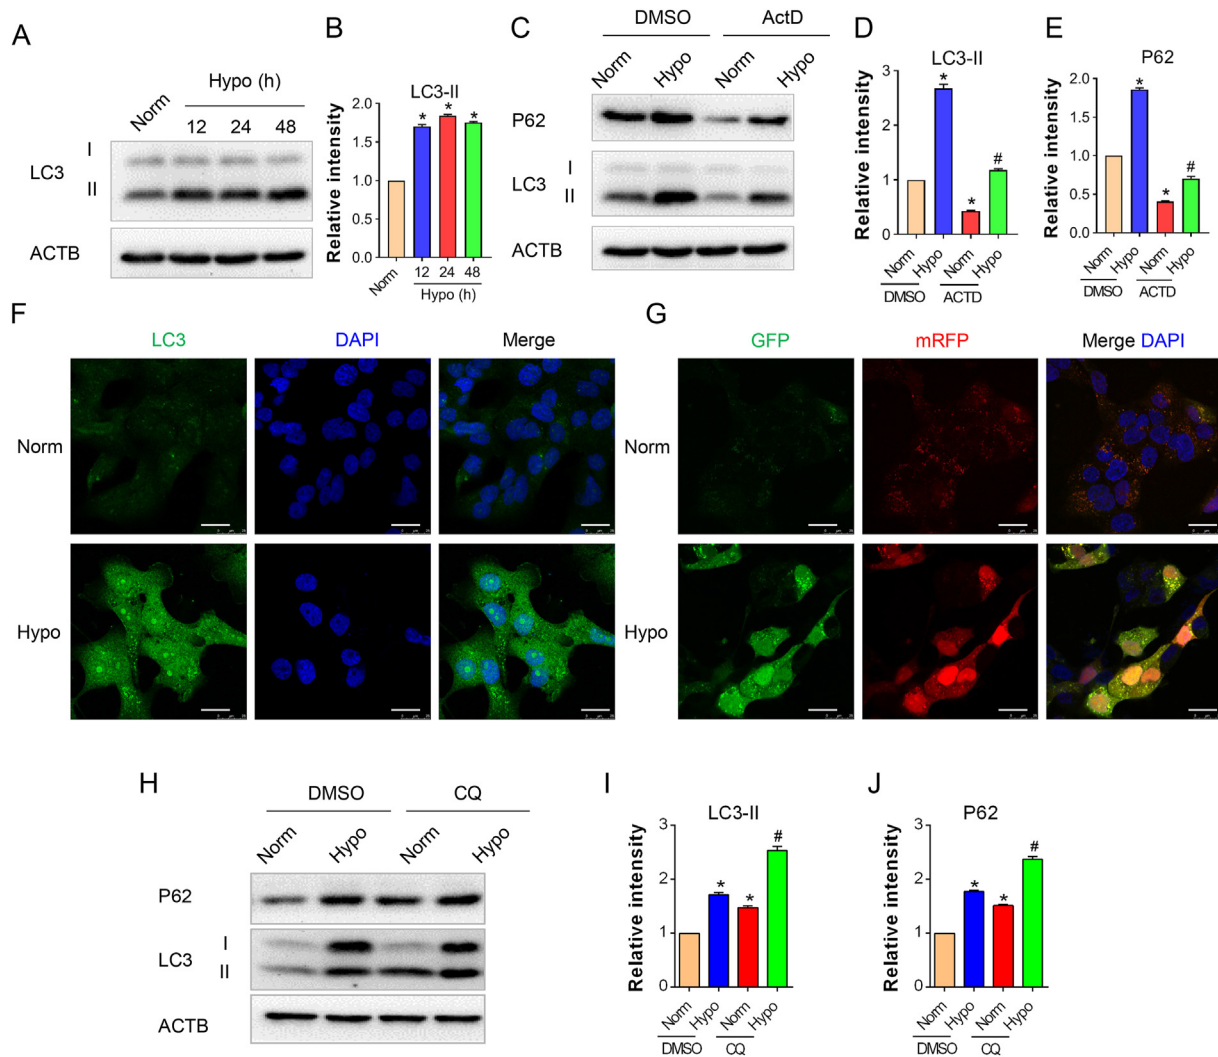 A
Hypo (h)
Norm
12
24
48
I
LC3
II
ACTB
B
LC3-II
Relative intensity
2.0
1.5
1.0
0.5
0.0
*
*
*
Norm
12
24
48
Hypo (h)
C
DMSO
ActD
Norm
Hypo
Norm
Hypo
P62
I
LC3
II
ACTB
D
LC3-II
Relative intensity
3
2
1
0
*
*
#
Norm
Hypo
Norm
Hypo
DMSO
ACTD
E
P62
Relative intensity
2.0
1.5
1.0
0.5
0.0
*
*
#
Norm
Hypo
Norm
Hypo
DMSO
ACTD
F
LC3
DAPI
Merge
Norm
Hypo
G
GFP
mRFP
Merge DAPI
Norm
Hypo
H
DMSO
CQ
Norm
Hypo
Norm
Hypo
P62
I
LC3
II
ACTB
I
LC3-II
Relative intensity
3
2
1
0
*
*
#
Norm
Hypo
Norm
Hypo
DMSO
CQ
J
P62
Relative intensity
3
2
1
0
*
*
#
Norm
Hypo
Norm
Hypo
DMSO
CQ